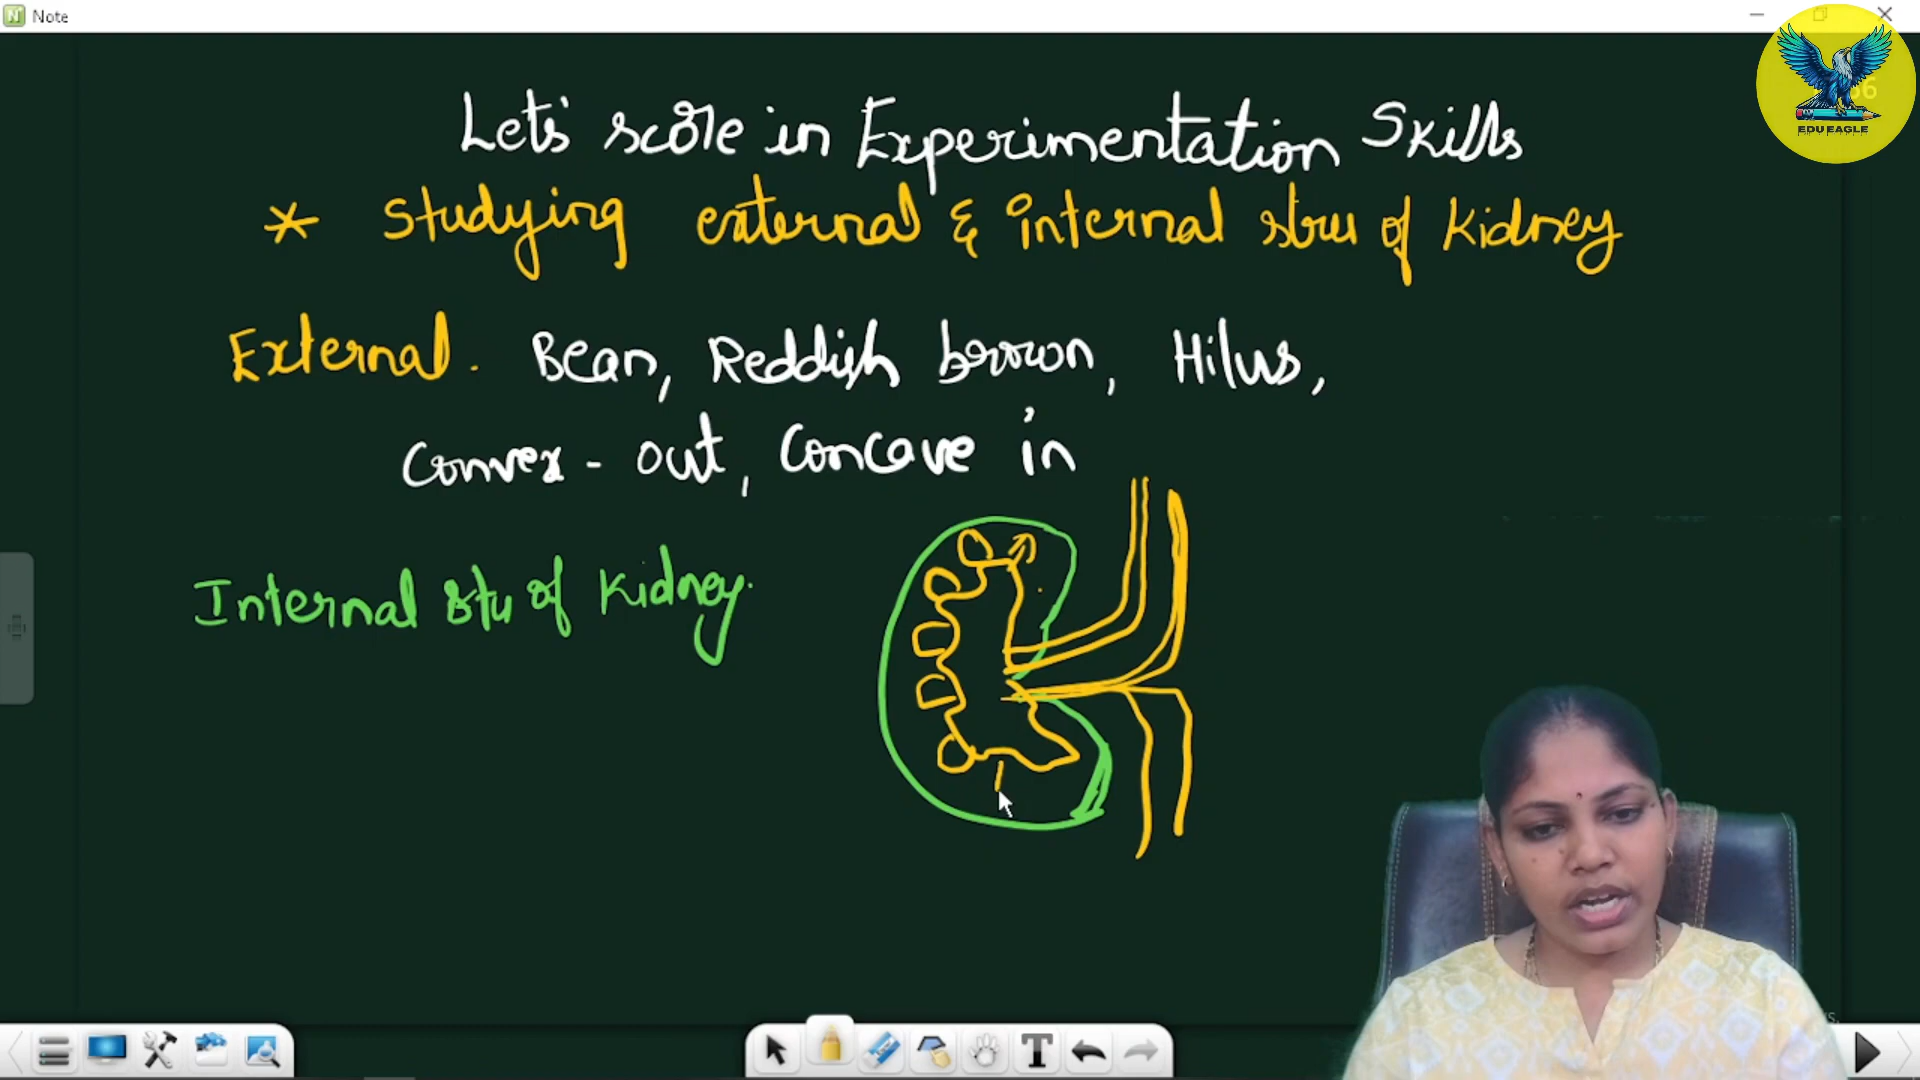 Note
EDU EAGLE
Let's score in Experimentation Skills
* Studying external & internal stru of Kidney
External. Bean, Reddish brown, Hilus,
Convex - out, Concave in
Internal stu of Kidney.